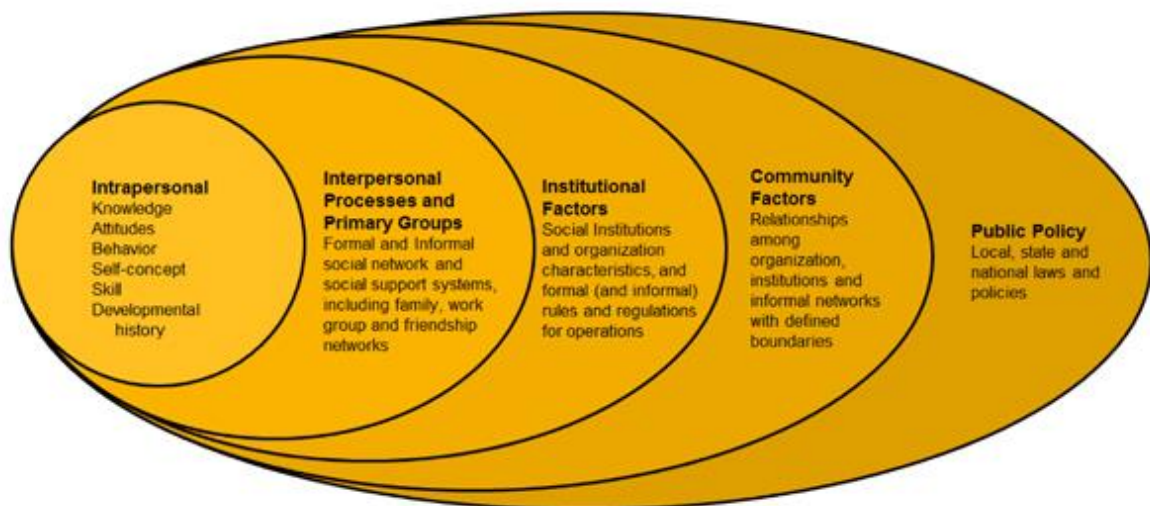 Intrapersonal
Knowledge
Attitudes
Behavior
Self-concept
Skill
Developmental
history
Interpersonal
Processes and
Primary Groups
Formal and Informal
social network and
social support systems,
including family, work
group and friendship
networks
Institutional
Factors
Social Institutions
and organization
characteristics, and
formal (and informal)
rules and regulations
for operations
Community
Factors
Relationships
among
organization,
institutions and
informal networks
with defined
boundaries
Public Policy
Local, state and
national laws and
policies